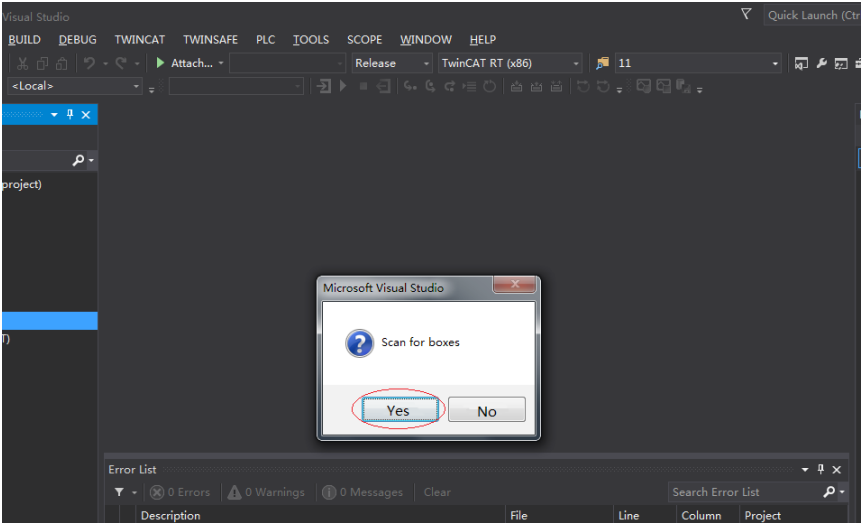 Visual Studio
Quick Launch (Ctr
BUILD DEBUG TWINCAT TWINSAFE PLC TOOLS SCOPE WINDOW HELP
Attach... Release TwinCAT RT (x86) 11
<Local>
project)
Microsoft Visual Studio
T)
Scan for boxes
Yes No
Error List
0 Errors 0 Warnings 0 Messages Clear Search Error List
Description File Line Column Project